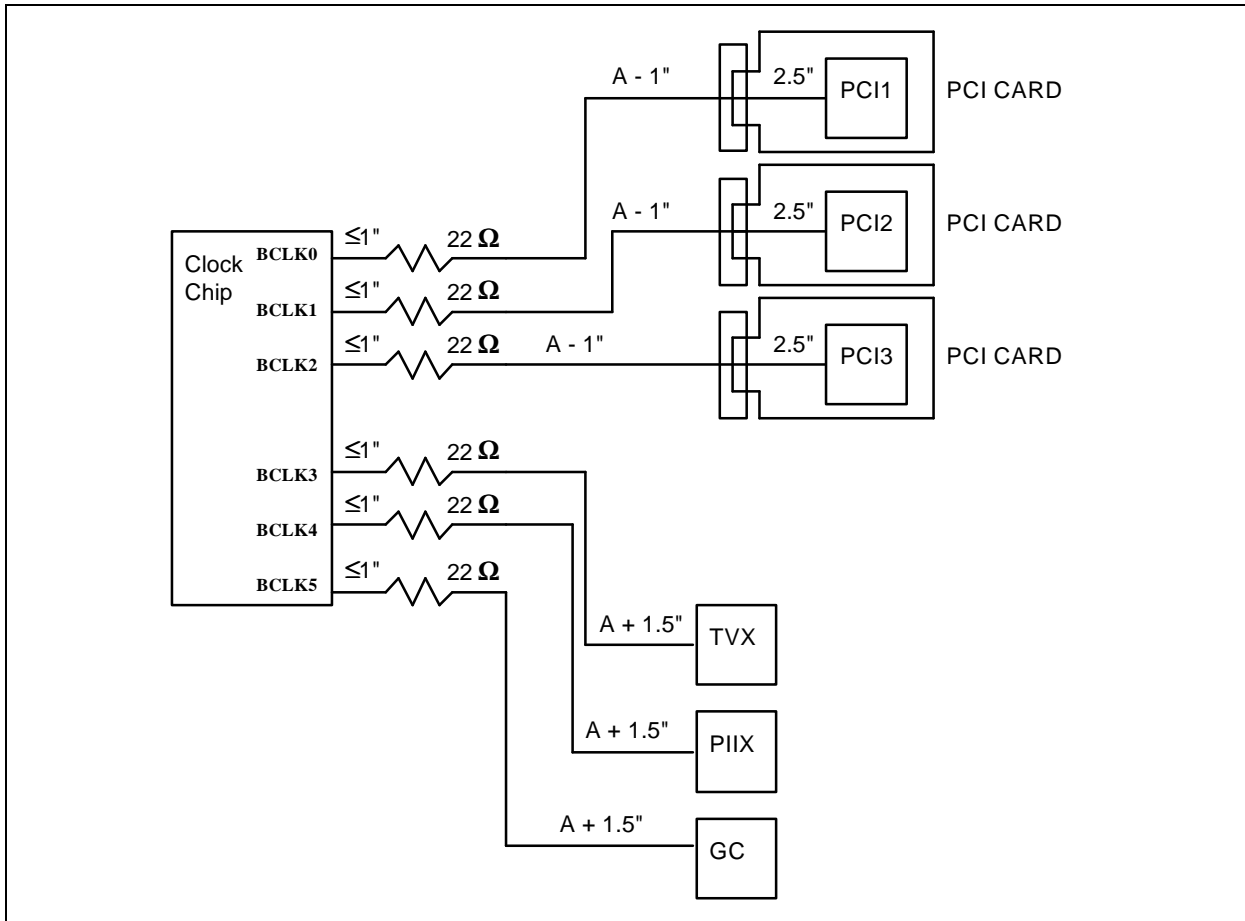 A - 1"
2.5"
PCI1
PCI CARD
A - 1"
2.5"
PCI2
PCI CARD
Clock
Chip
BCLK0
≤1"
22 Ω
BCLK1
≤1"
22 Ω
BCLK2
≤1"
22 Ω
A - 1"
2.5"
PCI3
PCI CARD
BCLK3
≤1"
22 Ω
BCLK4
≤1"
22 Ω
BCLK5
≤1"
22 Ω
A + 1.5"
TVX
A + 1.5"
PIIX
A + 1.5"
GC